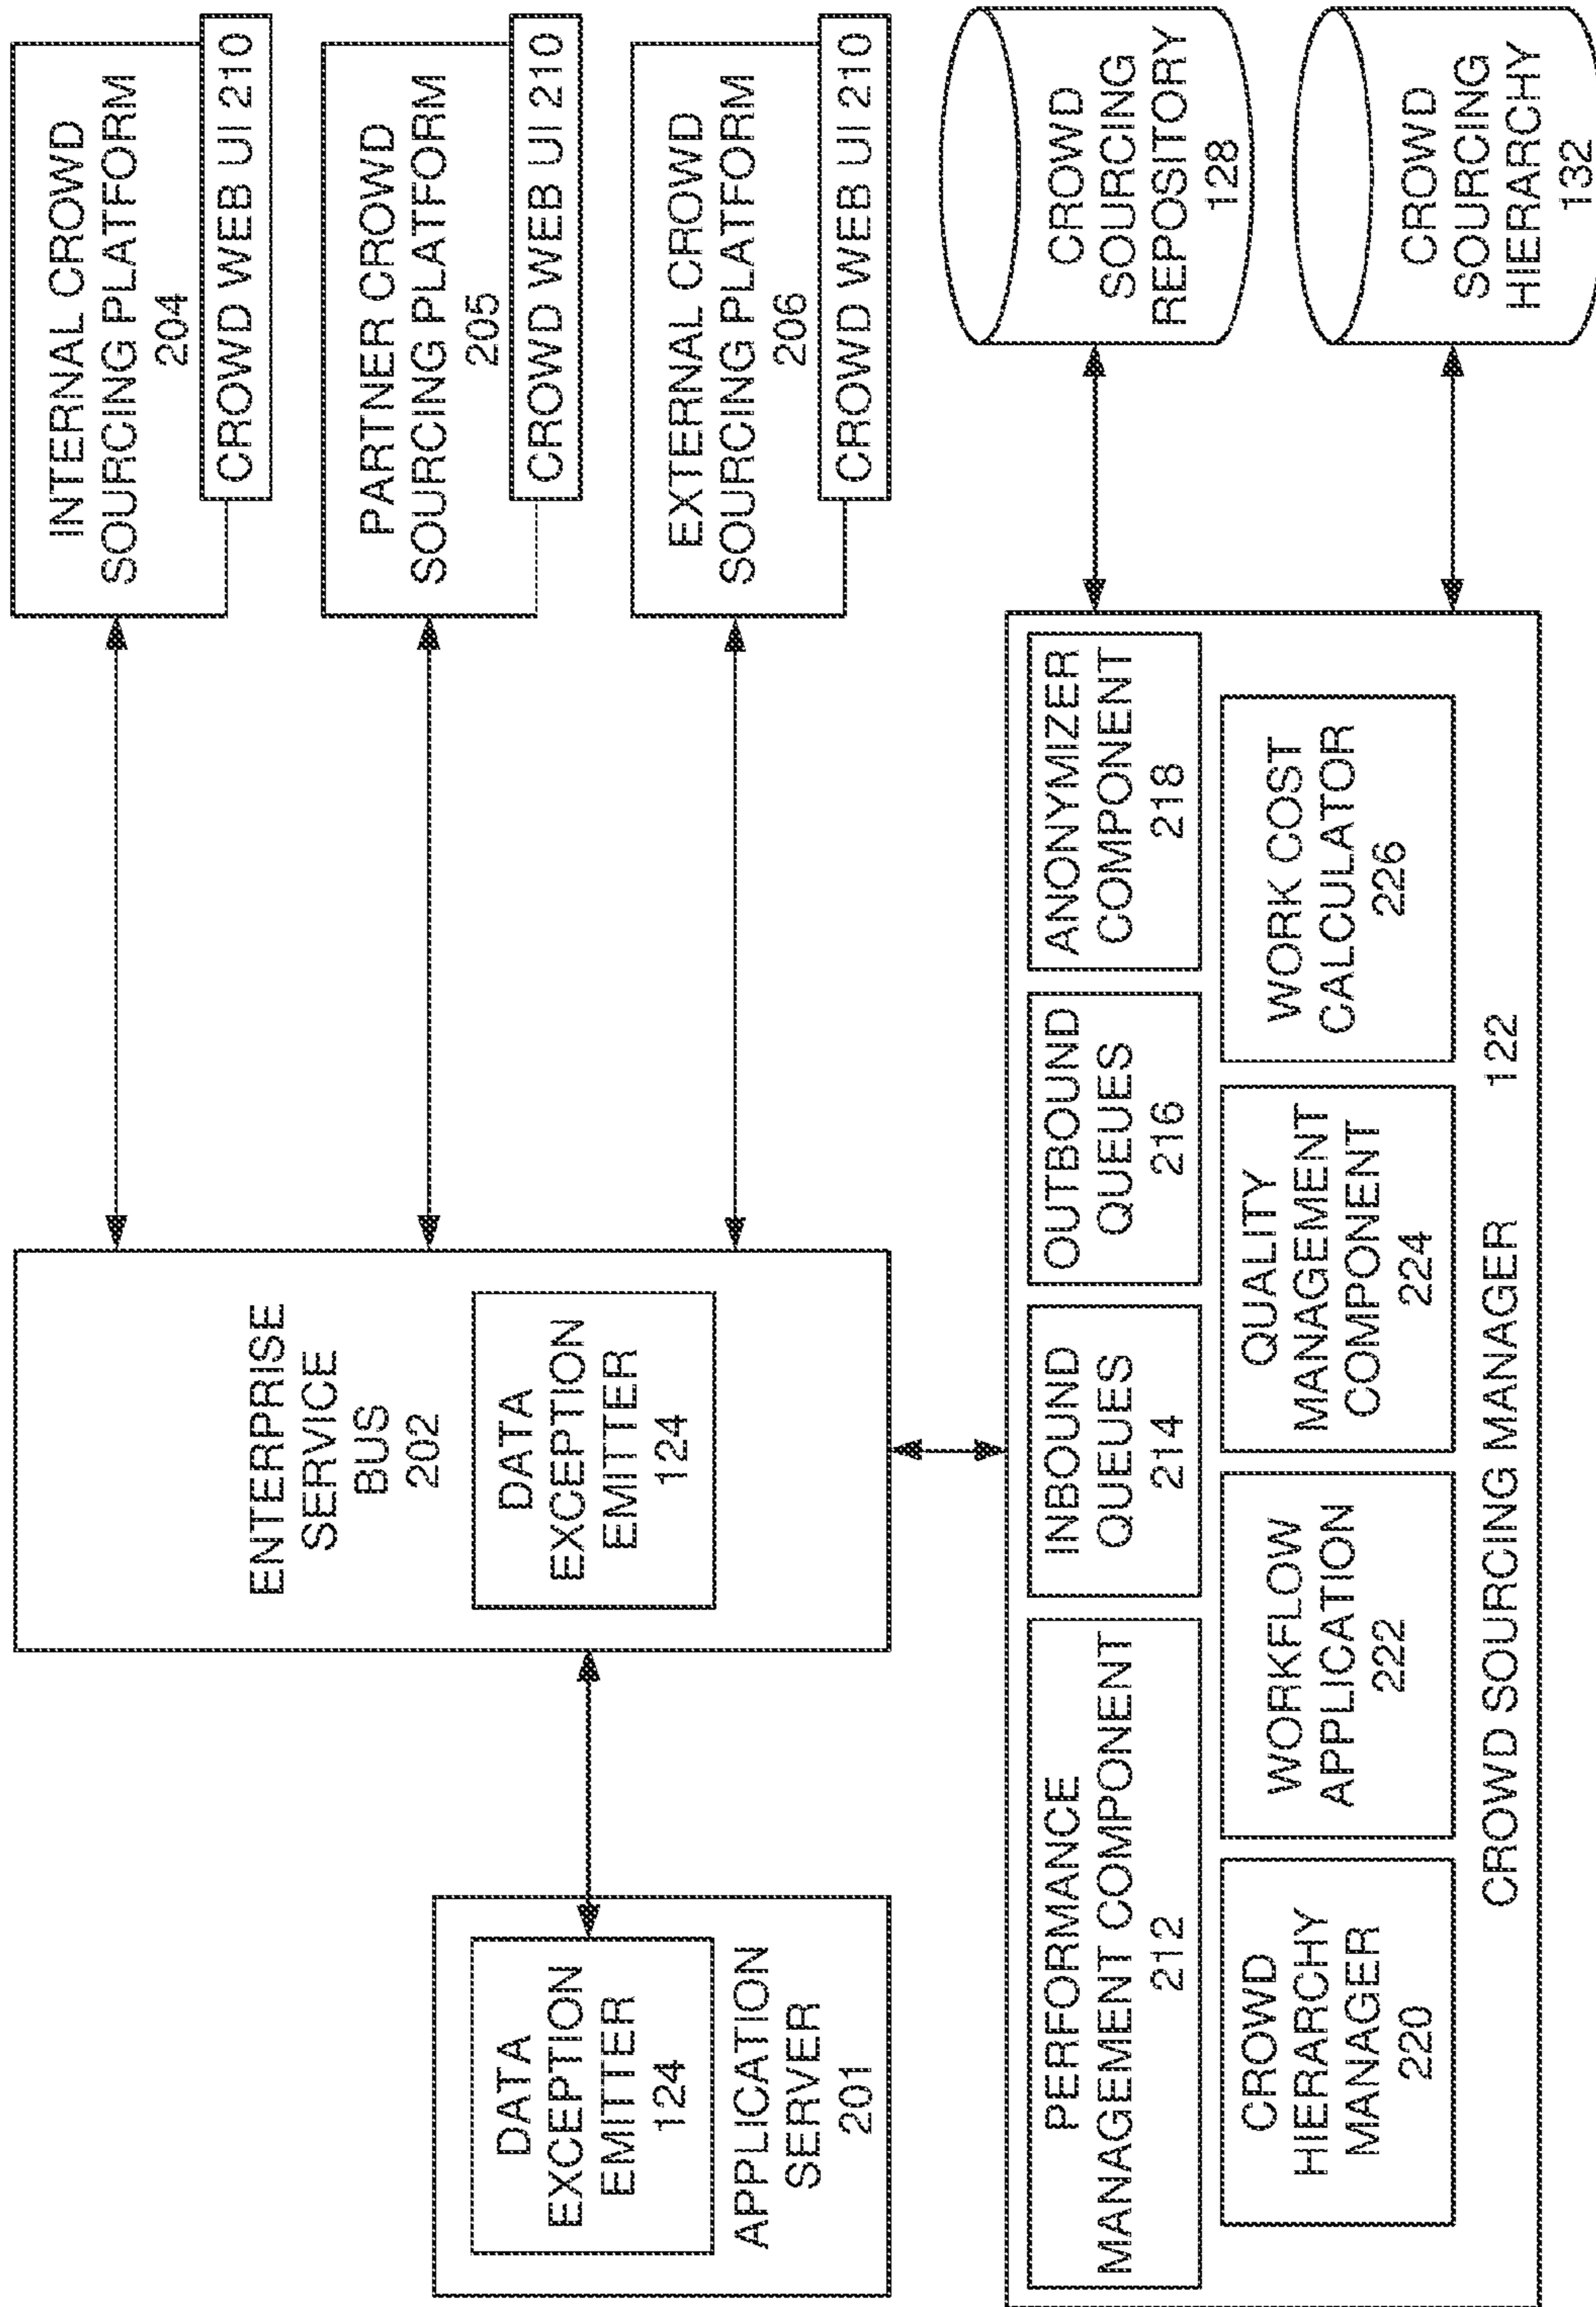 INTERNAL CROWD
SOURCING PLATFORM
204
CROWD WEB UI 210
PARTNER CROWD
SOURCING PLATFORM
205
CROWD WEB UI 210
EXTERNAL CROWD
SOURCING PLATFORM
206
CROWD WEB UI 210
ENTERPRISE
SERVICE
BUS
202
DATA
EXCEPTION
EMITTER
124
DATA
EXCEPTION
EMITTER
124
APPLICATION
SERVER
201
PERFORMANCE
MANAGEMENT COMPONENT
212
INBOUND
QUEUES
214
OUTBOUND
QUEUES
216
ANONYMIZER
COMPONENT
218
CROWD
HIERARCHY
MANAGER
220
WORKFLOW
APPLICATION
222
QUALITY
MANAGEMENT
COMPONENT
224
WORK COST
CALCULATOR
226
CROWD SOURCING MANAGER 122
CROWD
SOURCING
REPOSITORY
128
CROWD
SOURCING
HIERARCHY
132